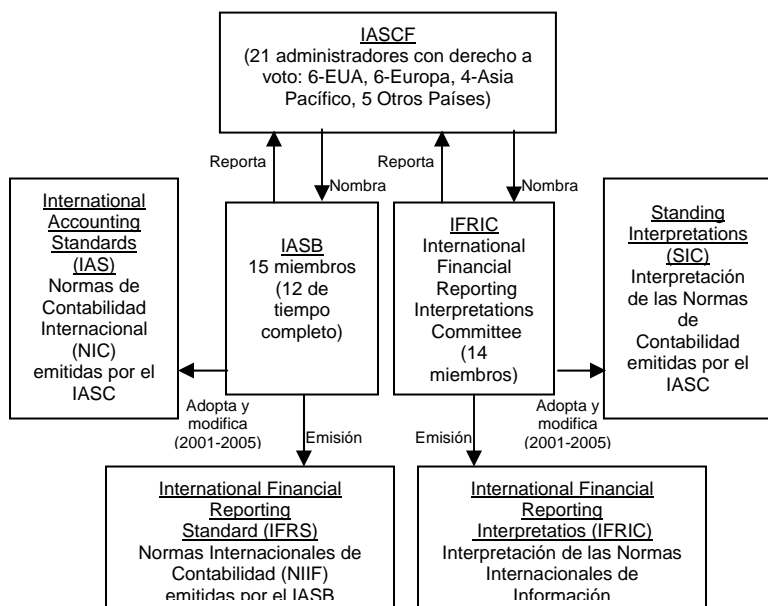 IASCF
(21 administradores con derecho a
voto: 6-EUA, 6-Europa, 4-Asia
Pacífico, 5 Otros Países)
Reporta
Nombra
Reporta
Nombra
International
Accounting
Standards
(IAS)
Normas de
Contabilidad
Internacional
(NIC)
emitidas por el
IASC
IASB
15 miembros
(12 de
tiempo
completo)
IFRIC
International
Financial
Reporting
Interpretations
Committee
(14
miembros)
Standing
Interpretations
(SIC)
Interpretación
de las Normas
de
Contabilidad
emitidas por el
IASC
Adopta y
modifica
(2001-2005)
Emisión
Emisión
Adopta y
modifica
(2001-2005)
International Financial
Reporting
Standard (IFRS)
Normas Internacionales de
Contabilidad (NIIF)
emitidas por el IASB
International Financial
Reporting
Interpretatios (IFRIC)
Interpretación de las Normas
Internacionales de
Información